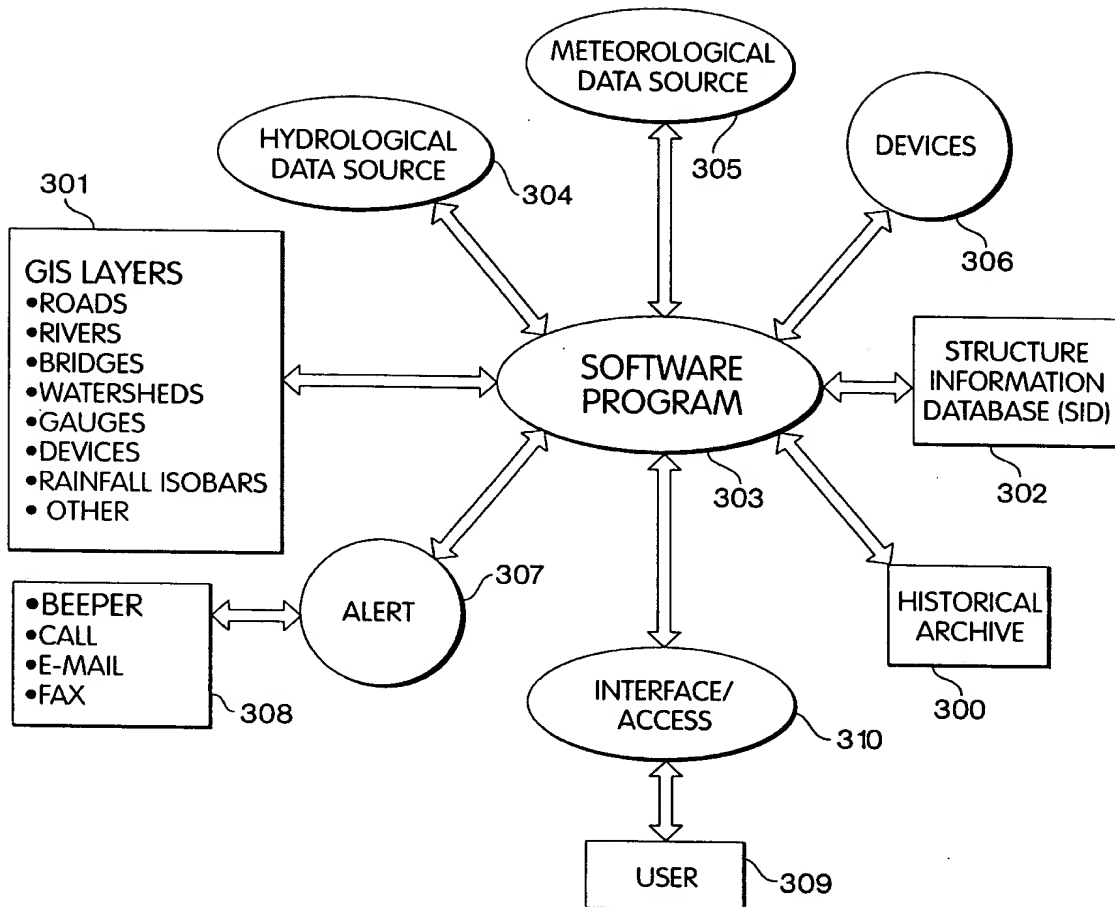 METEOROLOGICAL
DATA SOURCE
305
HYDROLOGICAL
DATA SOURCE
304
DEVICES
306
301
GIS LAYERS
•ROADS
•RIVERS
•BRIDGES
•WATERSHEDS
•GAUGES
•DEVICES
•RAINFALL ISOBARS
• OTHER
SOFTWARE
PROGRAM
303
STRUCTURE
INFORMATION
DATABASE (SID)
302
•BEEPER
•CALL
•E-MAIL
•FAX
308
ALERT
307
HISTORICAL
ARCHIVE
300
INTERFACE/
ACCESS
310
USER
309